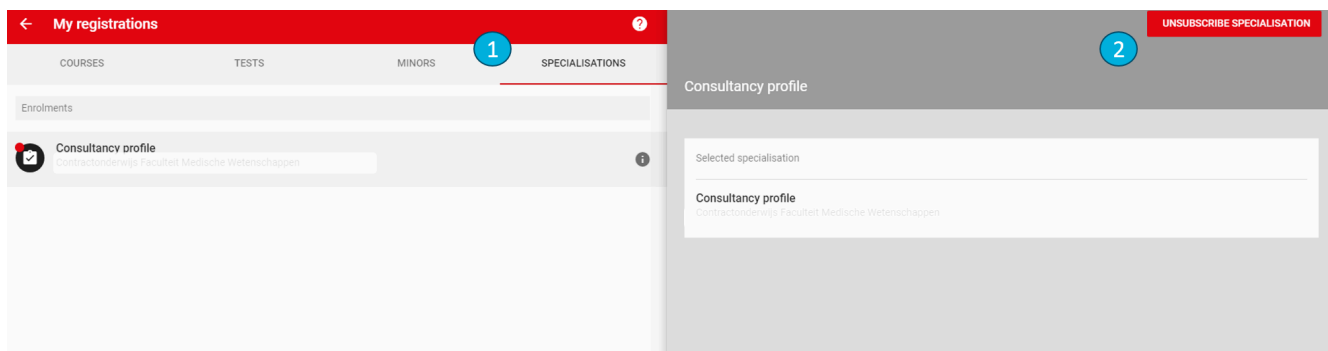 My registrations
?
1
COURSES
TESTS
MINORS
SPECIALISATIONS
Enrolments
Consultancy profile
Contractonderwijs Faculteit Medische Wetenschappen
i
UNSUBSCRIBE SPECIALISATION
2
Consultancy profile
Selected specialisation
Consultancy profile
Contractonderwijs Faculteit Medische Wetenschappen